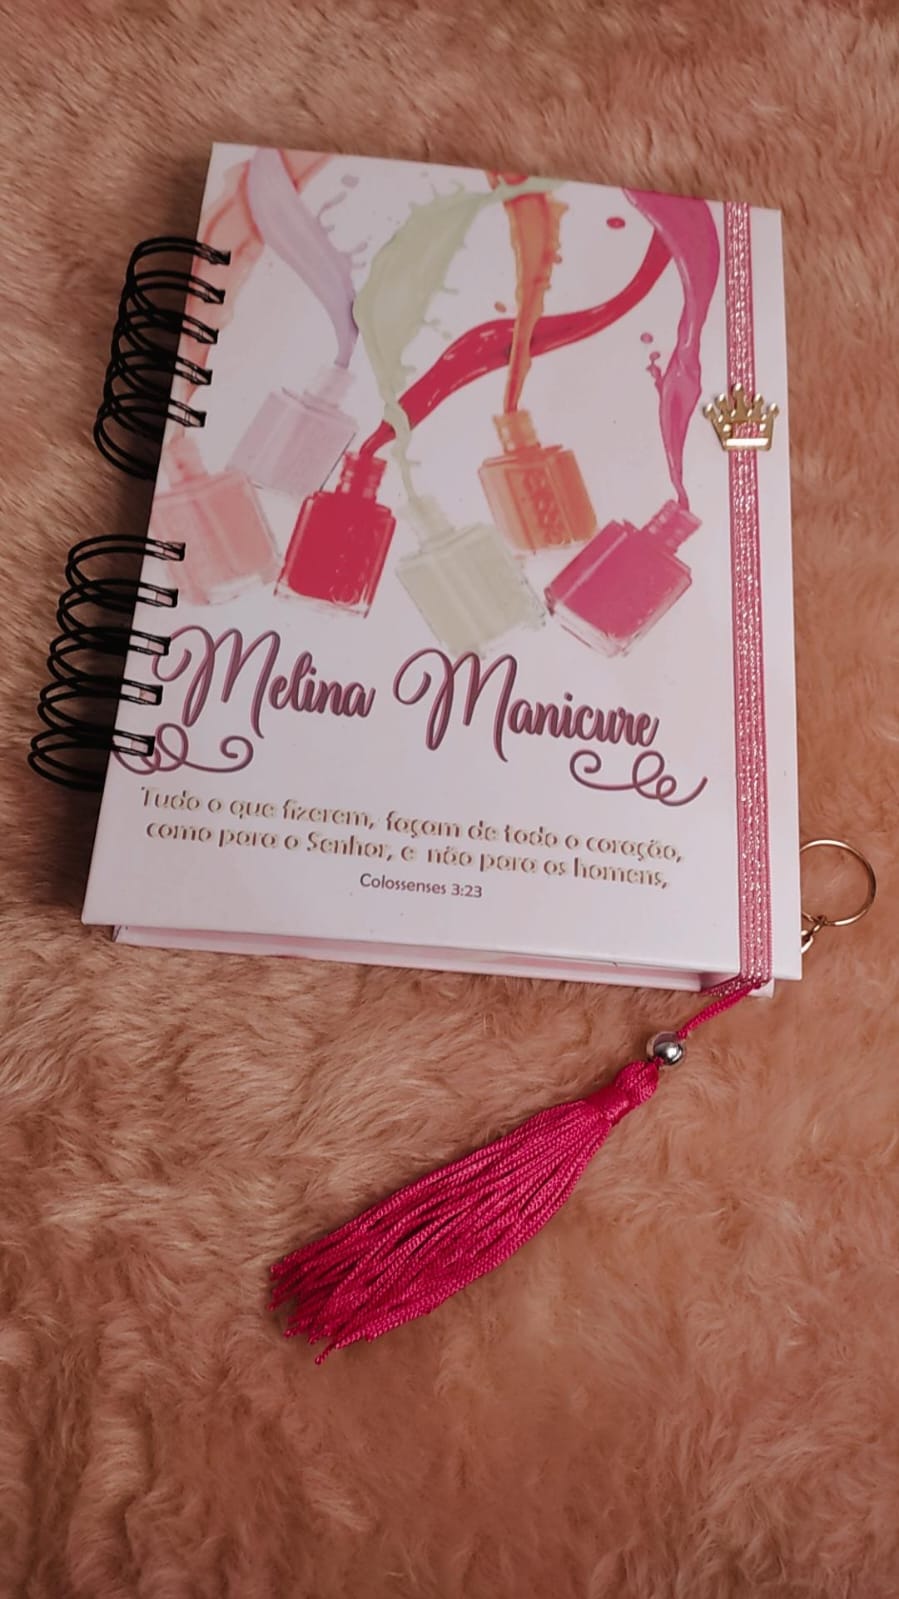 essie
Melina Manicure
Tudo o que fizerem, façam de todo o coração,
como para o Senhor, e não para os homens,
Colossenses 3:23